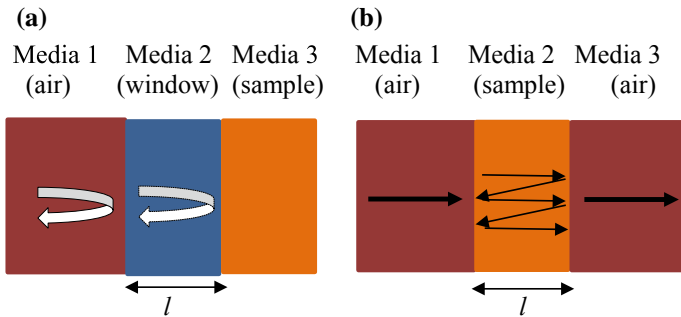 (a)
Media 1 Media 2 Media 3
(air) (window) (sample)
l
(b)
Media 1 Media 2 Media 3
(air) (sample) (air)
l